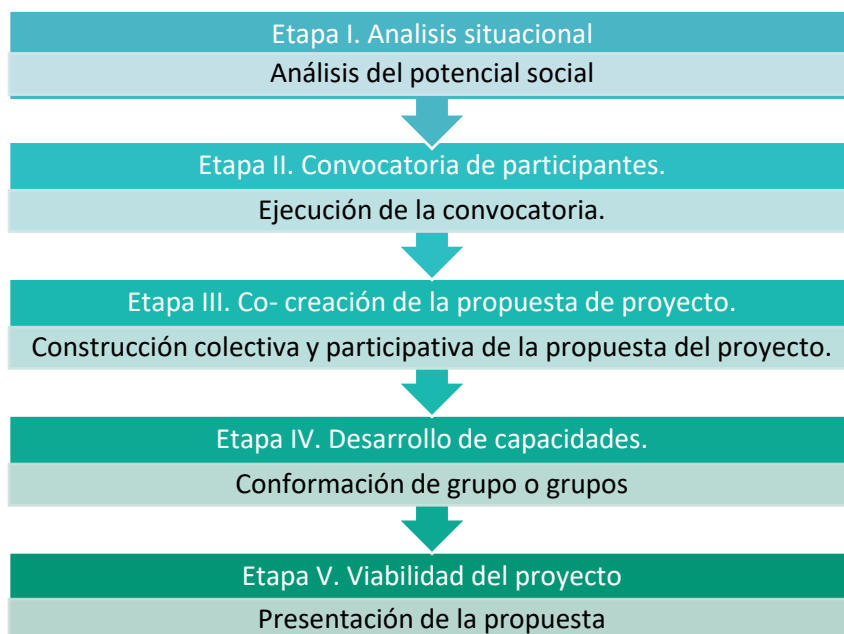 Etapa I. Analisis situacional
Análisis del potencial social
Etapa II. Convocatoria de participantes.
Ejecución de la convocatoria.
Etapa III. Co- creación de la propuesta de proyecto.
Construcción colectiva y participativa de la propuesta del proyecto.
Etapa IV. Desarrollo de capacidades.
Conformación de grupo o grupos
Etapa V. Viabilidad del proyecto
Presentación de la propuesta